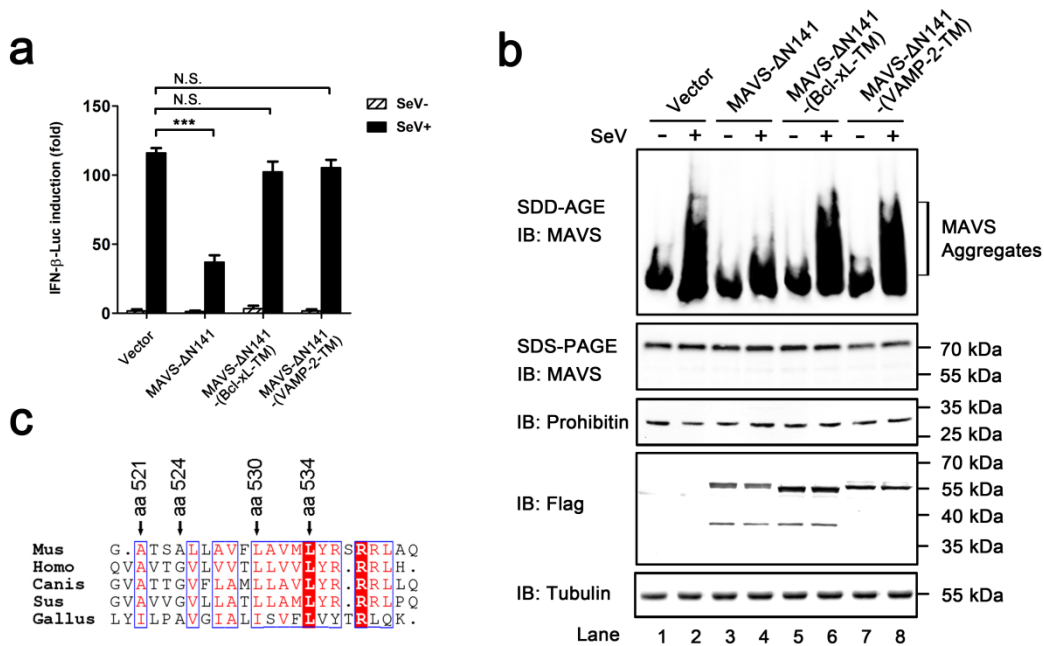 a
N.S.
N.S.
***
IFN-β-Luc induction (fold)
150
100
50
0
SeV-
SeV+
Vector
MAVS-ΔN141
MAVS-ΔN141
-(Bcl-xL-TM)
MAVS-ΔN141
-(VAMP-2-TM)
b
Vector
MAVS-ΔN141
MAVS-ΔN141
-(Bcl-xL-TM)
MAVS-ΔN141
-(VAMP-2-TM)
SeV - + - + - + - +
SDD-AGE
IB: MAVS
MAVS
Aggregates
SDS-PAGE
IB: MAVS
70 kDa
55 kDa
IB: Prohibitin
35 kDa
25 kDa
IB: Flag
70 kDa
55 kDa
40 kDa
35 kDa
IB: Tubulin
55 kDa
Lane 1 2 3 4 5 6 7 8
c
aa 521
aa 524
aa 530
aa 534
Mus G.ATSALLAVFLAVMLYRSRRLAQ
Homo QVAVTGVLVVTLLVVLYR.RRLH.
Canis GVATTGVFLAMLLAVLYR.RRLPQ
Sus GVAVVGVLLATLLAMLYR.RRLPQ
Gallus LYILPAVGIALISVFLVYTRLQK.